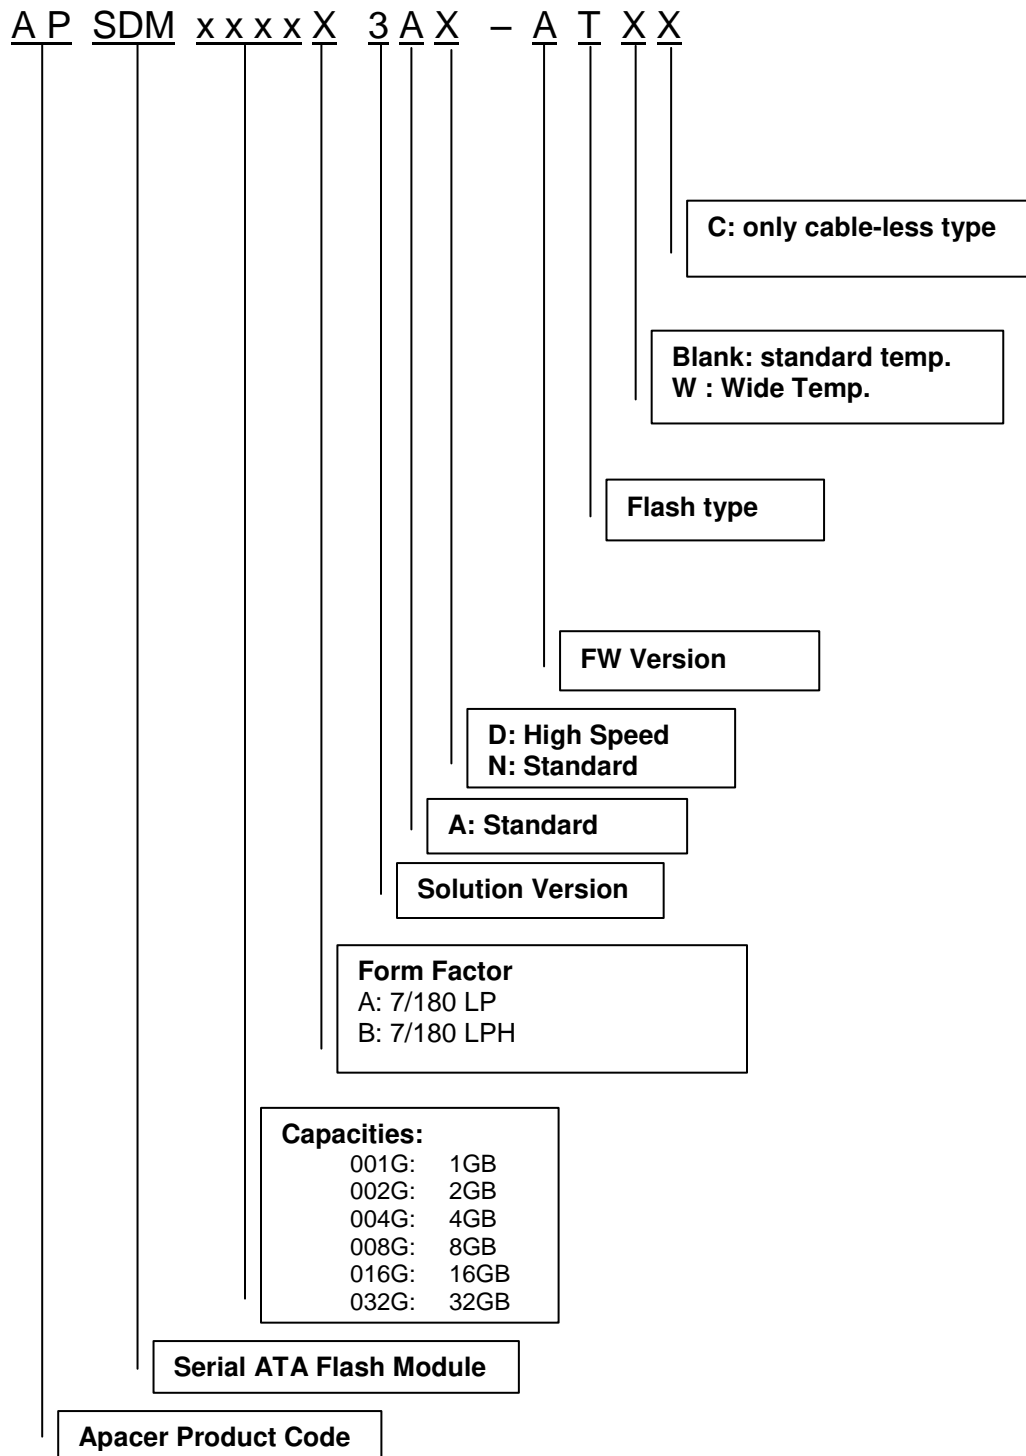 A P SDM x x x x X 3 A X – A T X X
C: only cable-less type
Blank: standard temp.
W : Wide Temp.
Flash type
FW Version
D: High Speed
N: Standard
A: Standard
Solution Version
Form Factor
A: 7/180 LP
B: 7/180 LPH
Capacities:
001G: 1GB
002G: 2GB
004G: 4GB
008G: 8GB
016G: 16GB
032G: 32GB
Serial ATA Flash Module
Apacer Product Code